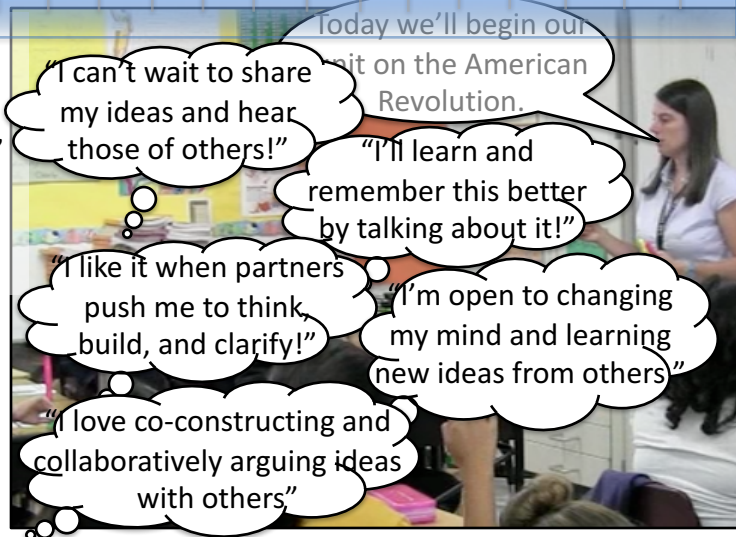 Today we'll begin our
unit on the American
Revolution.
"I can't wait to share
my ideas and hear
those of others!"
"I'll learn and
remember this better
by talking about it!"
"I like it when partners
push me to think,
build, and clarify!"
"I'm open to changing
my mind and learning
new ideas from others"
"I love co-constructing and
collaboratively arguing ideas
with others"